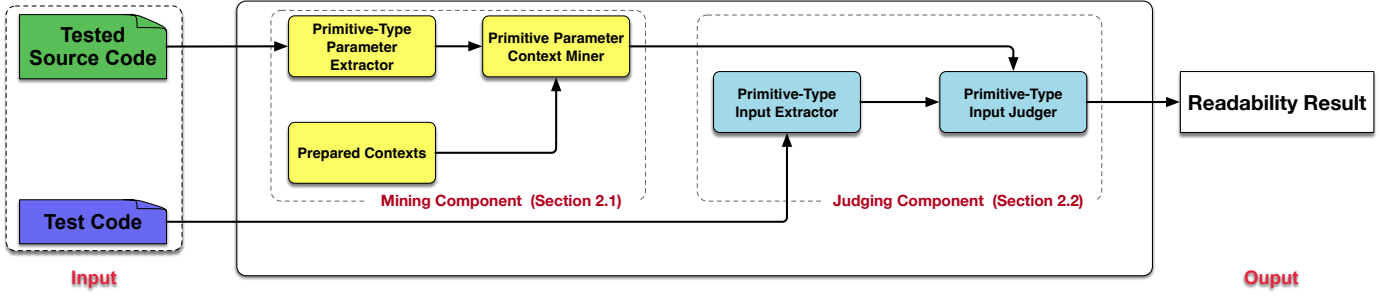 Tested
Source Code
Primitive-Type
Parameter
Extractor
Primitive Parameter
Context Miner
Primitive-Type
Input Extractor
Primitive-Type
Input Judger
Readability Result
Prepared Contexts
Mining Component (Section 2.1)
Judging Component (Section 2.2)
Test Code
Input
Ouput